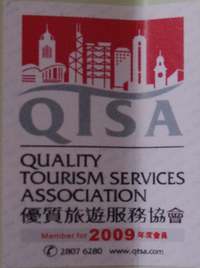 QTSA
QUALITY
TOURISM SERVICES
ASSOCIATION
優質旅遊服務協會
Member for 2009 年度會員
✆ 2807 6280 www.qtsa.com